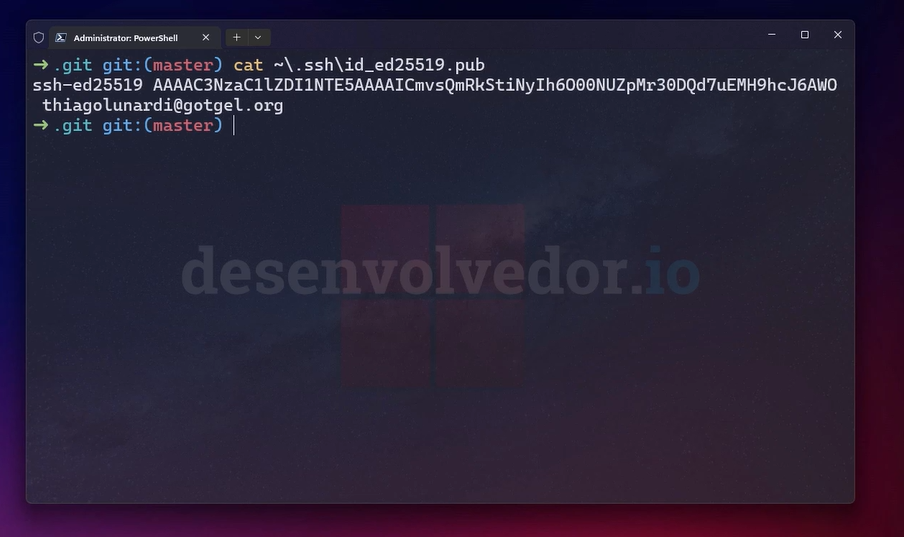 Administrator: PowerShell
➜ .git git:(master) cat ~\.ssh\id_ed25519.pub
ssh-ed25519 AAAAC3NzaC1lZDI1NTE5AAAAICmvsQmRkStiNyIh6O00NUZpMr30DQd7uEMH9hcJ6AWO
thiagolunardi@gotgel.org
➜ .git git:(master)
desenvolvedor.io